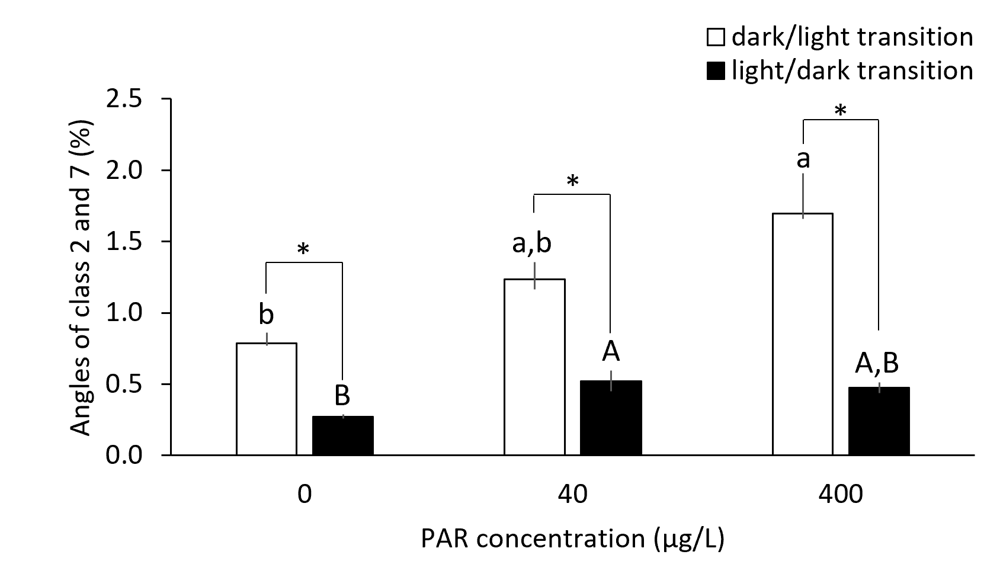 dark/light transition
light/dark transition
Angles of class 2 and 7 (%)
2.5
2.0
1.5
1.0
0.5
0.0
*
*
*
b
B
a,b
A
a
A,B
0
40
400
PAR concentration (µg/L)